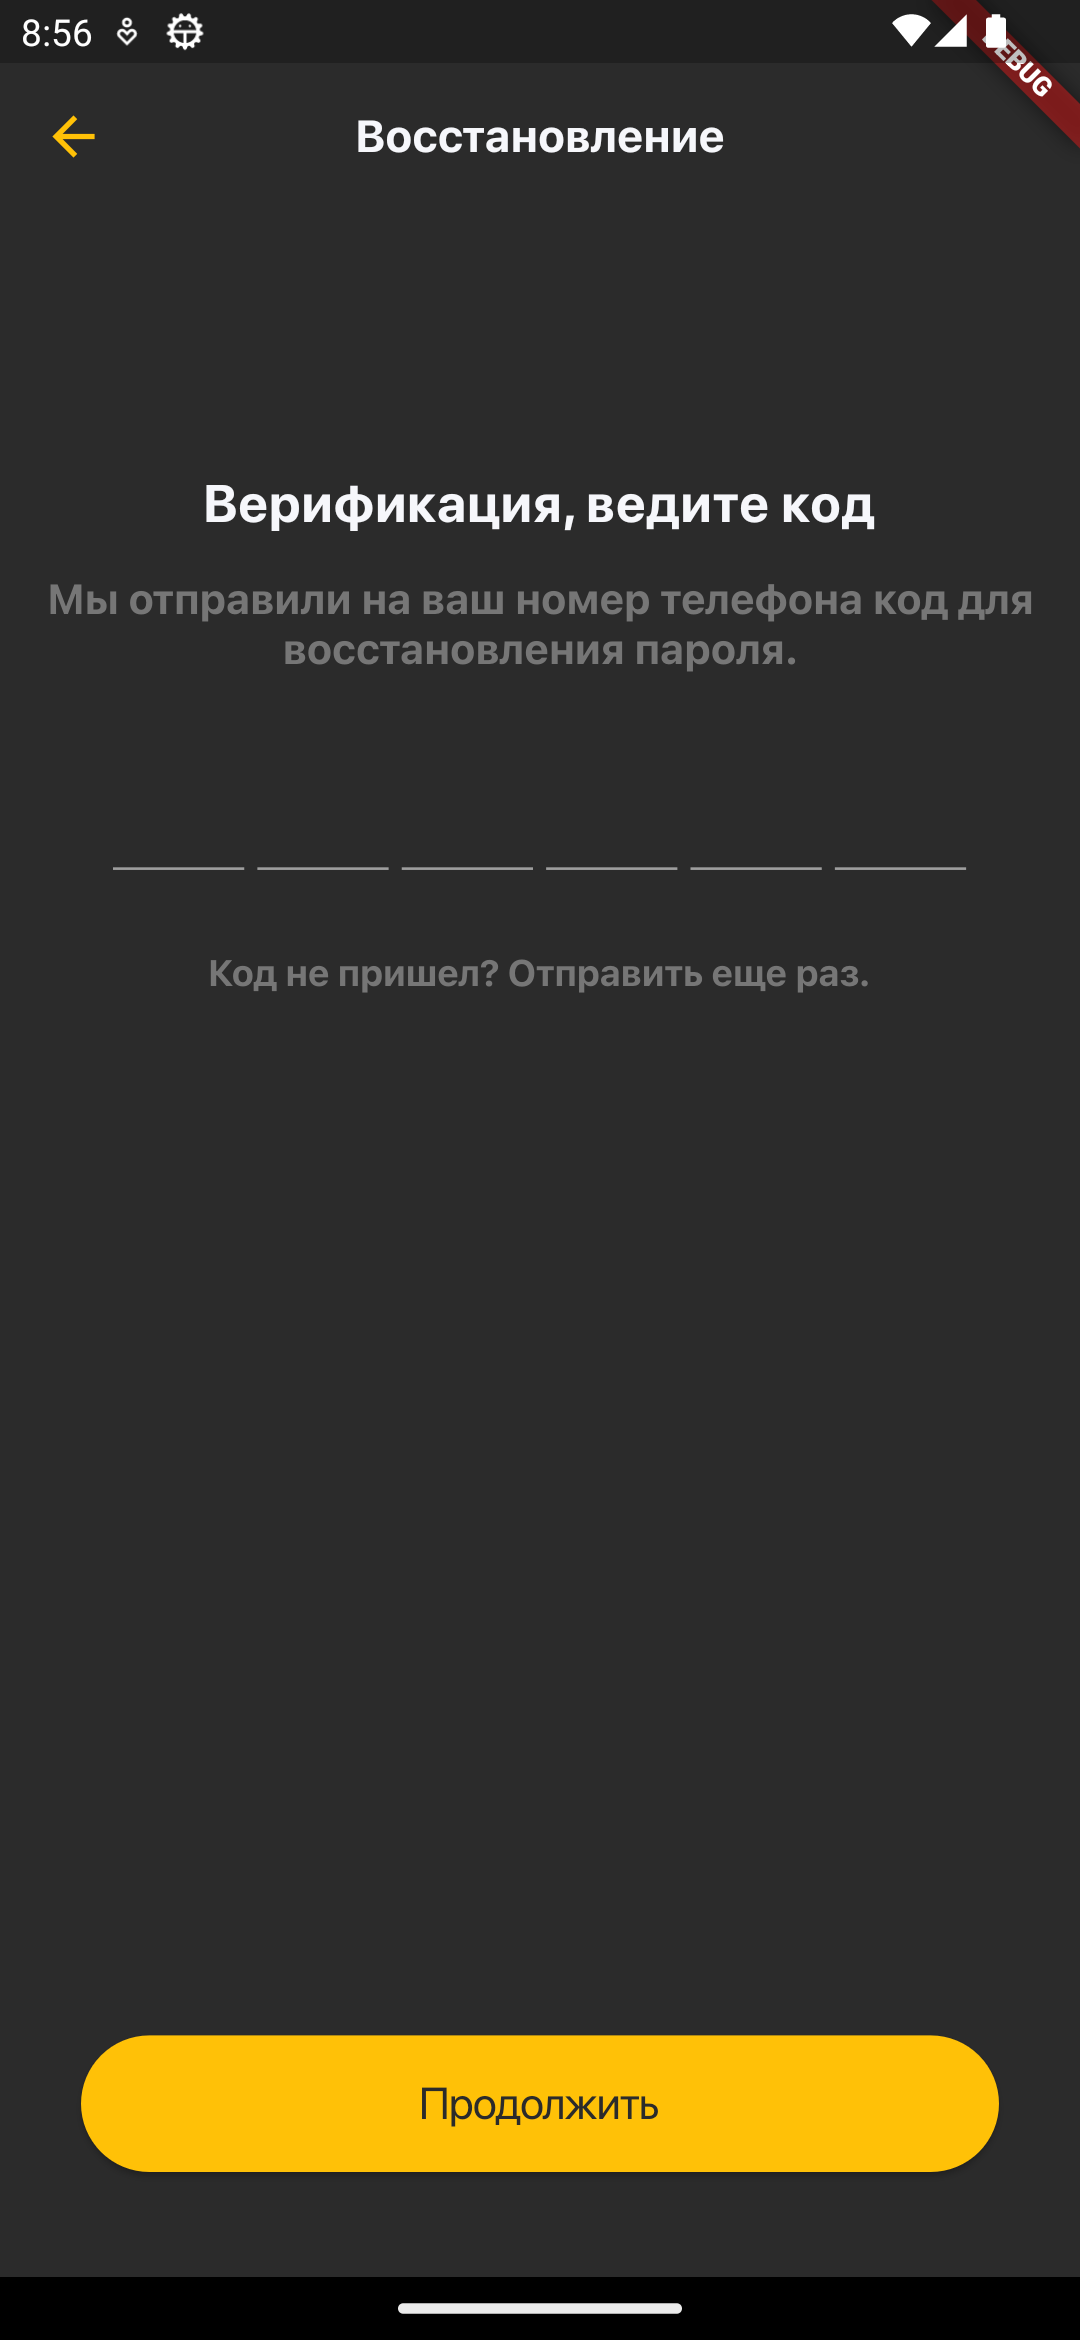 8:56
DEBUG
Восстановление
Верификация, ведите код
Мы отправили на ваш номер телефона код для
восстановления пароля.
Код не пришел? Отправить еще раз.
Продолжить